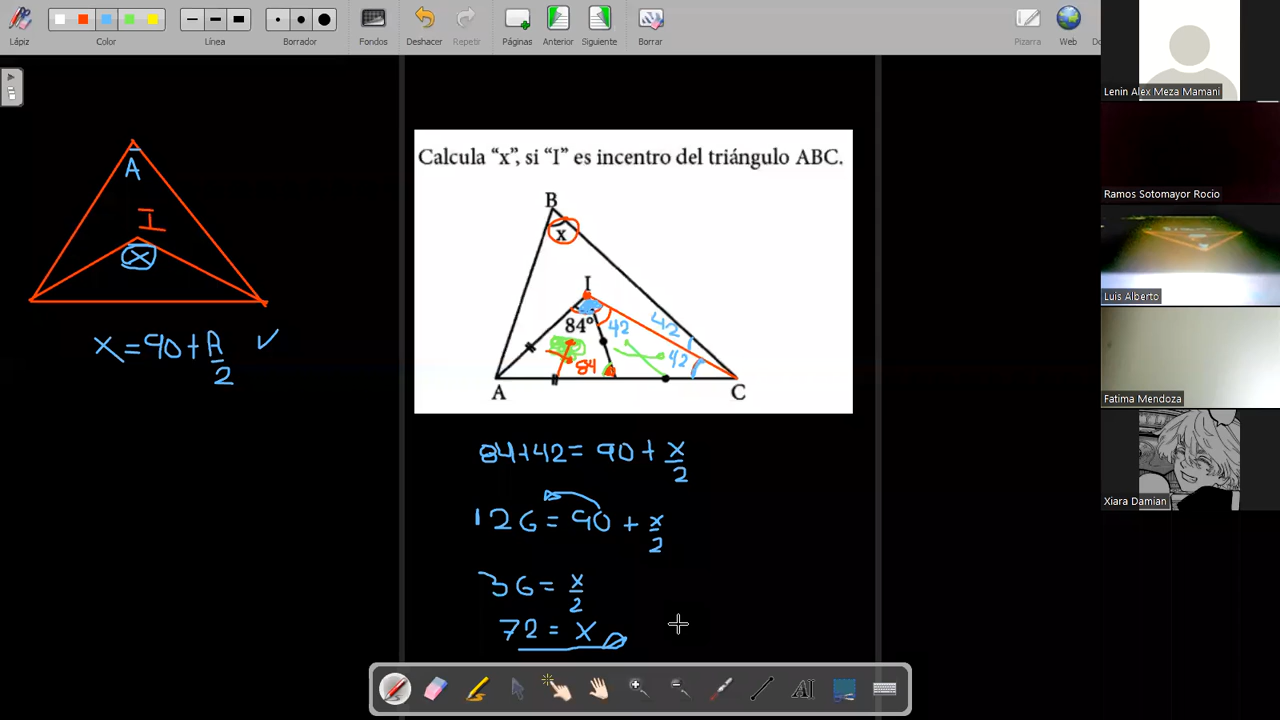 Lápiz
Color
Línea
Borrador
Fondos
Deshacer
Repetir
Páginas
Anterior
Siguiente
Borrar
Pizarra
Web
Lenin Alex Meza Mamani
Ramos Sotomayor Rocio
Luis Alberto
Fatima Mendoza
Xiara Damian
A
I
x
x = 90 + A/2 ✓
Calcula “x”, si “I” es incentro del triángulo ABC.
B
x
I
84°
42
42
42
84
A
C
84+42 = 90 + x/2
126 = 90 + x/2
36 = x/2
72 = x
AI